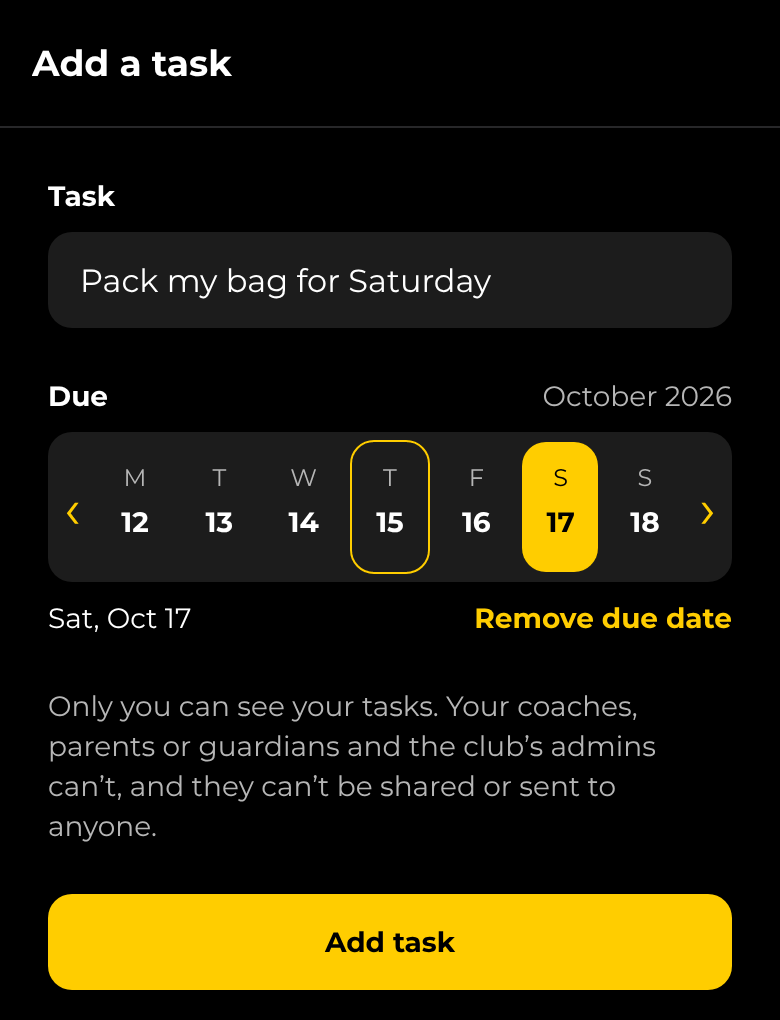 Add a task
Task
Pack my bag for Saturday
Due October 2026
M T W T F S S
‹ 12 13 14 15 16 17 18 ›
Sat, Oct 17 Remove due date
Only you can see your tasks. Your coaches,
parents or guardians and the club’s admins
can’t, and they can’t be shared or sent to
anyone.
Add task